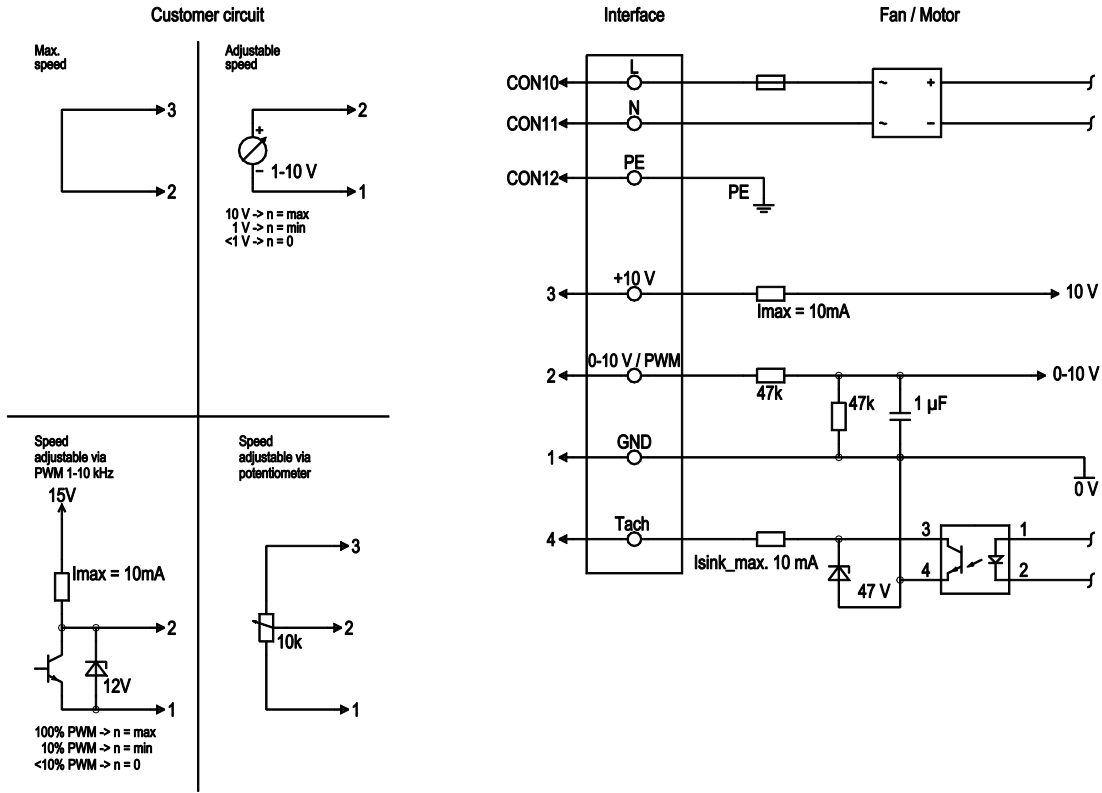 Customer circuit
Interface
Fan / Motor
Max.
speed
3
2
Adjustable
speed
2
+
–
1-10 V
1
10 V -> n = max
1 V -> n = min
<1 V -> n = 0
Speed
adjustable via
PWM 1-10 kHz
15V
Imax = 10mA
2
12V
1
100% PWM -> n = max
10% PWM -> n = min
<10% PWM -> n = 0
Speed
adjustable via
potentiometer
3
2
10k
1
CON10
L
~ +
CON11
N
~ –
CON12
PE
PE
3
+10 V
Imax = 10mA
10 V
2
0-10 V / PWM
47k
0-10 V
47k
1 µF
1
GND
0 V
4
Tach
Isink_max. 10 mA
47 V
3
1
4
2